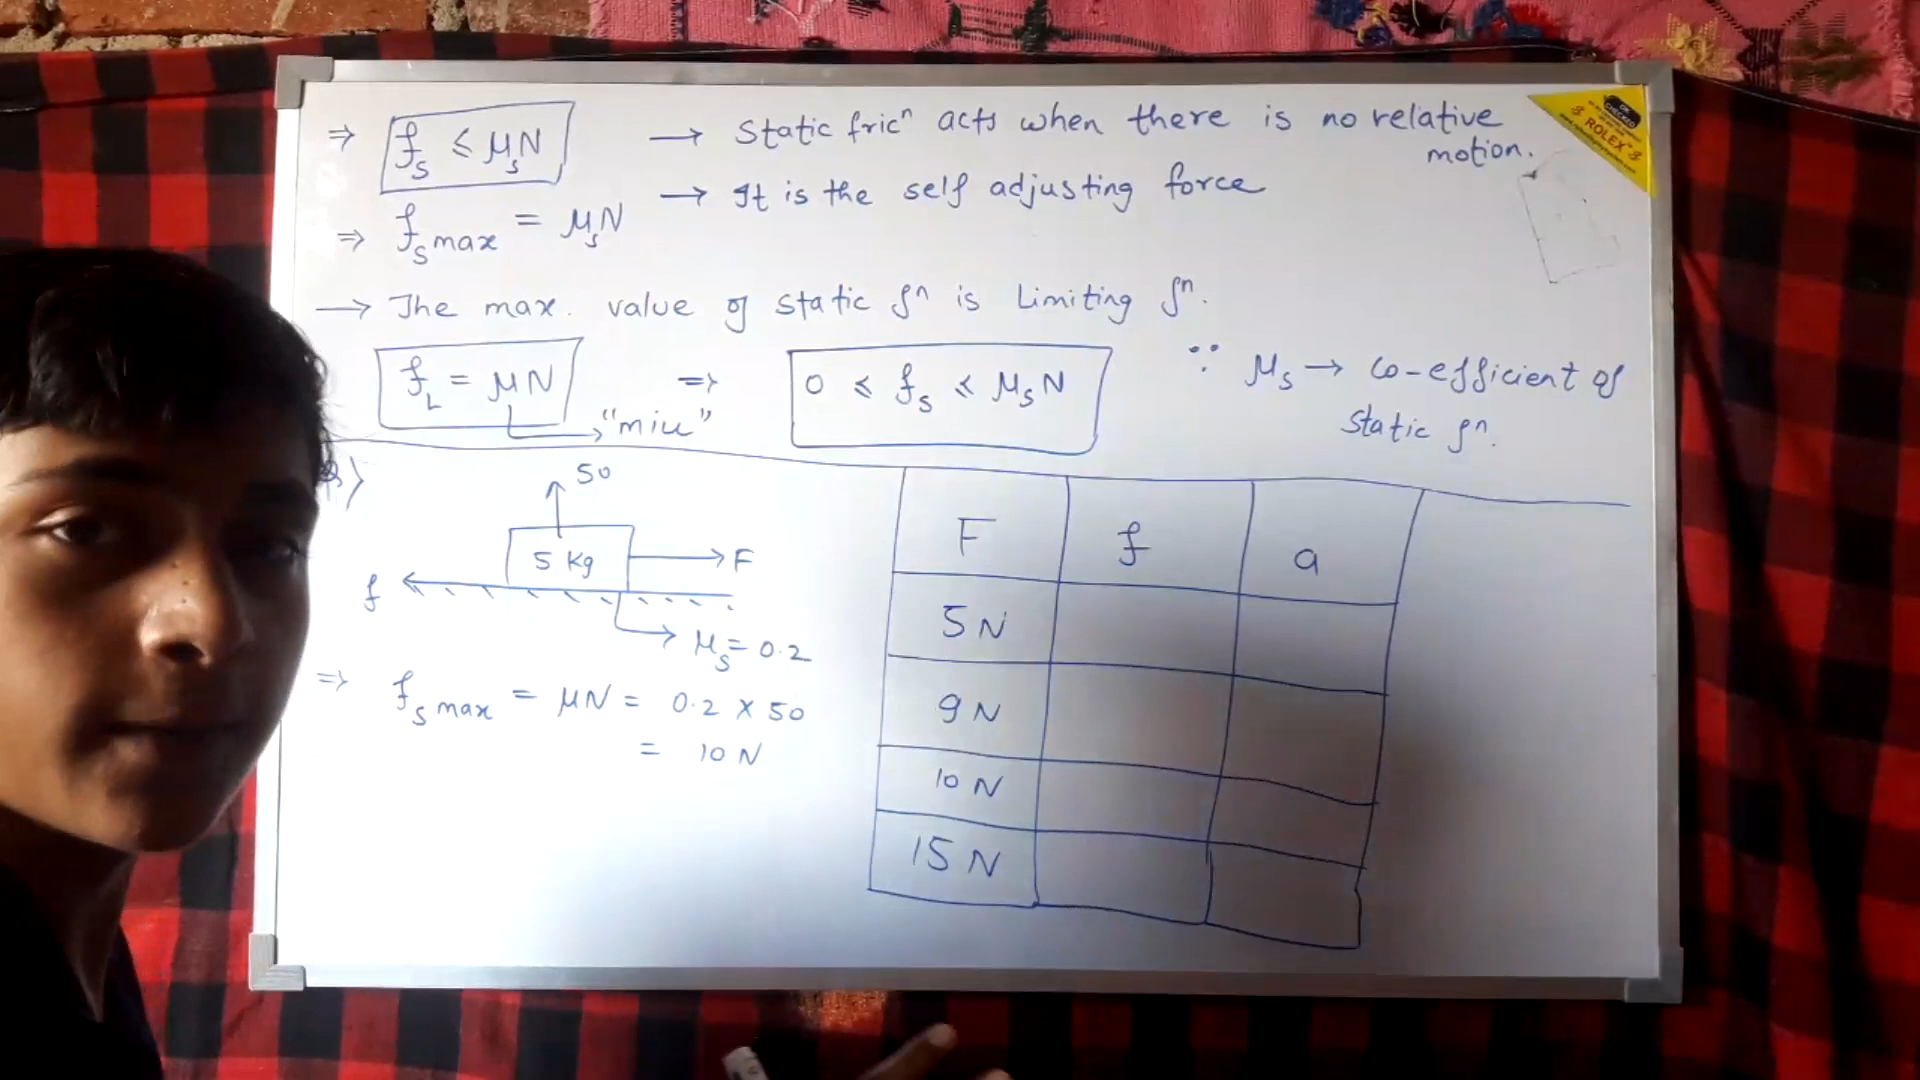 ⇒ fₛ ≤ μₛN → Static fricⁿ acts when there is no relative motion.
→ It is the self adjusting force
⇒ fₛ max = μₛN
→ The max. value of static fⁿ is Limiting fⁿ.
f_L = μN ⇒ 0 ≤ fₛ ≤ μₛN ∵ μₛ → co-efficient of static fⁿ.
"miu"
50
5 Kg → F
f
μₛ = 0.2
⇒ fₛ max = μN = 0.2 × 50
= 10 N
F f a
5 N
9 N
10 N
15 N
ROLEX